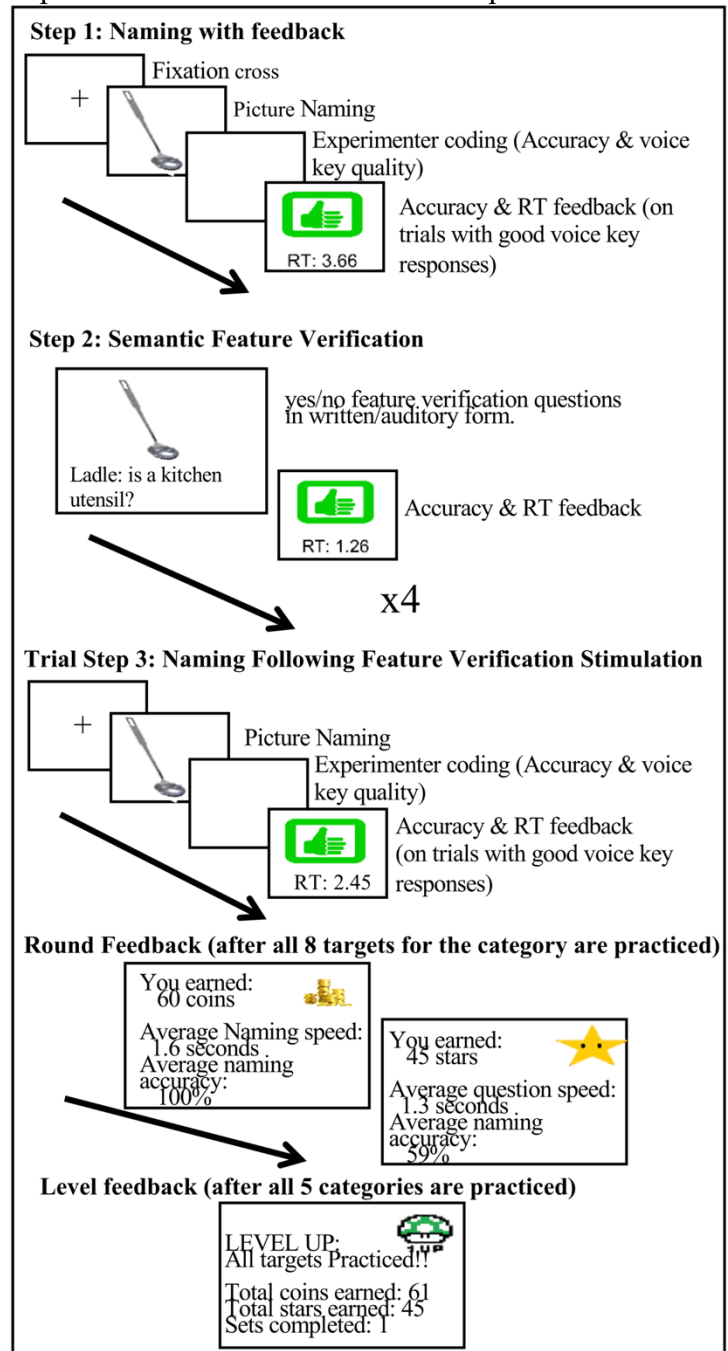 Step 1: Naming with feedback
Fixation cross
+
Picture Naming
Experimenter coding (Accuracy & voice
key quality)
Accuracy & RT feedback (on
trials with good voice key
responses)
RT: 3.66
Step 2: Semantic Feature Verification
yes/no feature verification questions
in written/auditory form.
Ladle: is a kitchen
utensil?
Accuracy & RT feedback
RT: 1.26
x4
Trial Step 3: Naming Following Feature Verification Stimulation
+
Picture Naming
Experimenter coding (Accuracy & voice
key quality)
Accuracy & RT feedback
(on trials with good voice key
responses)
RT: 2.45
Round Feedback (after all 8 targets for the category are practiced)
You earned:
60 coins
Average Naming speed:
1.6 seconds
Average naming
accuracy:
100%
You earned:
45 stars
Average question speed:
1.3 seconds
Average naming
accuracy:
59%
Level feedback (after all 5 categories are practiced)
LEVEL UP:
1 UP
All targets Practiced!!
Total coins earned: 61
Total stars earned: 45
Sets completed: 1